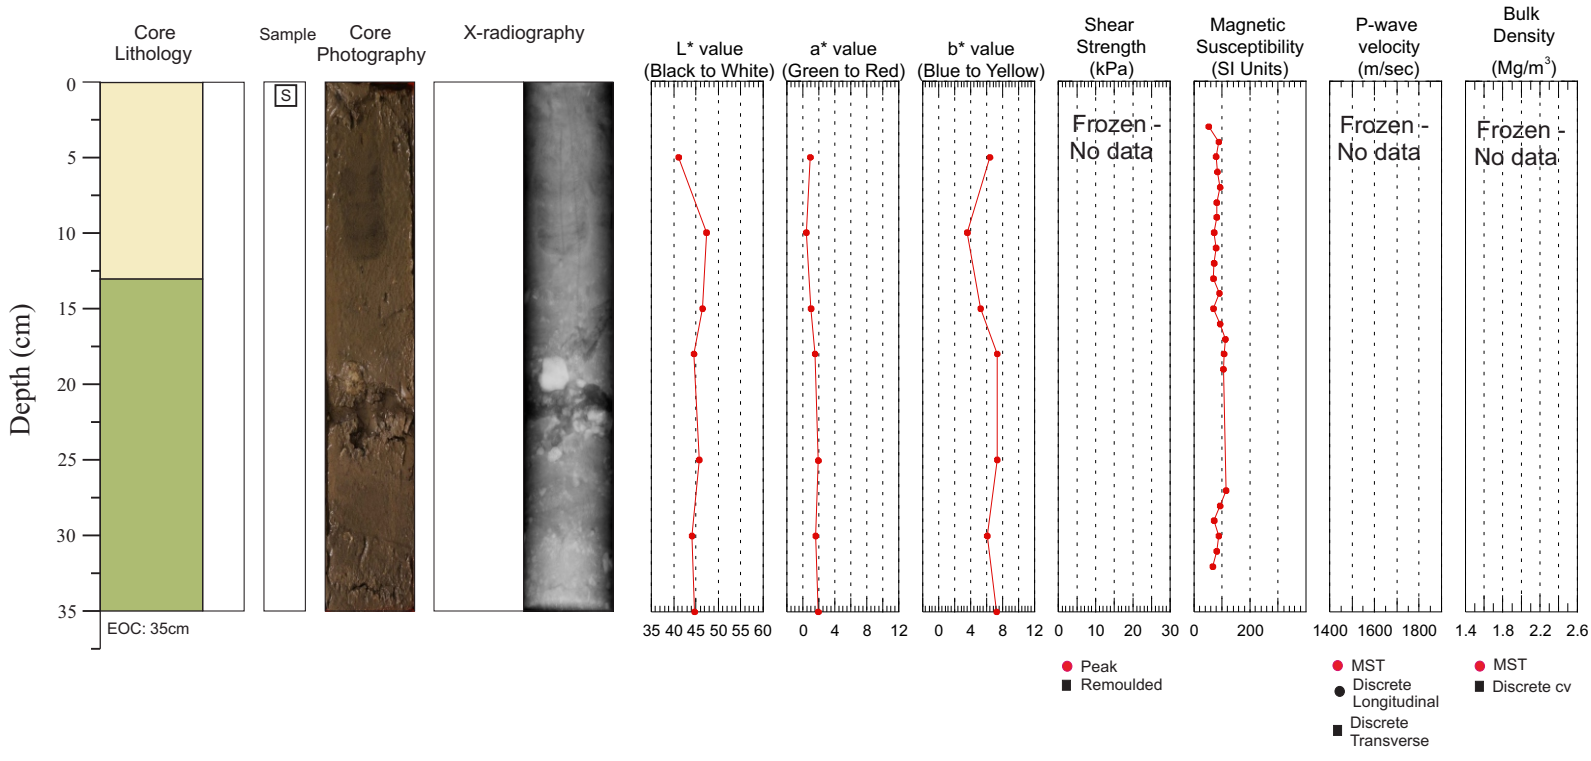 Core
Lithology
Sample
Core
Photography
X-radiography
L* value
(Black to White)
a* value
(Green to Red)
b* value
(Blue to Yellow)
Shear
Strength
(kPa)
Magnetic
Susceptibility
(SI Units)
P-wave
velocity
(m/sec)
Bulk
Density
(Mg/m³)
Depth (cm)
0
5
10
15
20
25
30
35
S
EOC: 35cm
Frozen -
No data
Frozen -
No data
Frozen -
No data
35 40 45 50 55 60
0 4 8 12
0 4 8 12
0 10 20 30
0 200
1400 1600 1800
1.4 1.8 2.2 2.6
Peak
Remoulded
MST
Discrete
Longitudinal
Discrete
Transverse
MST
Discrete cv